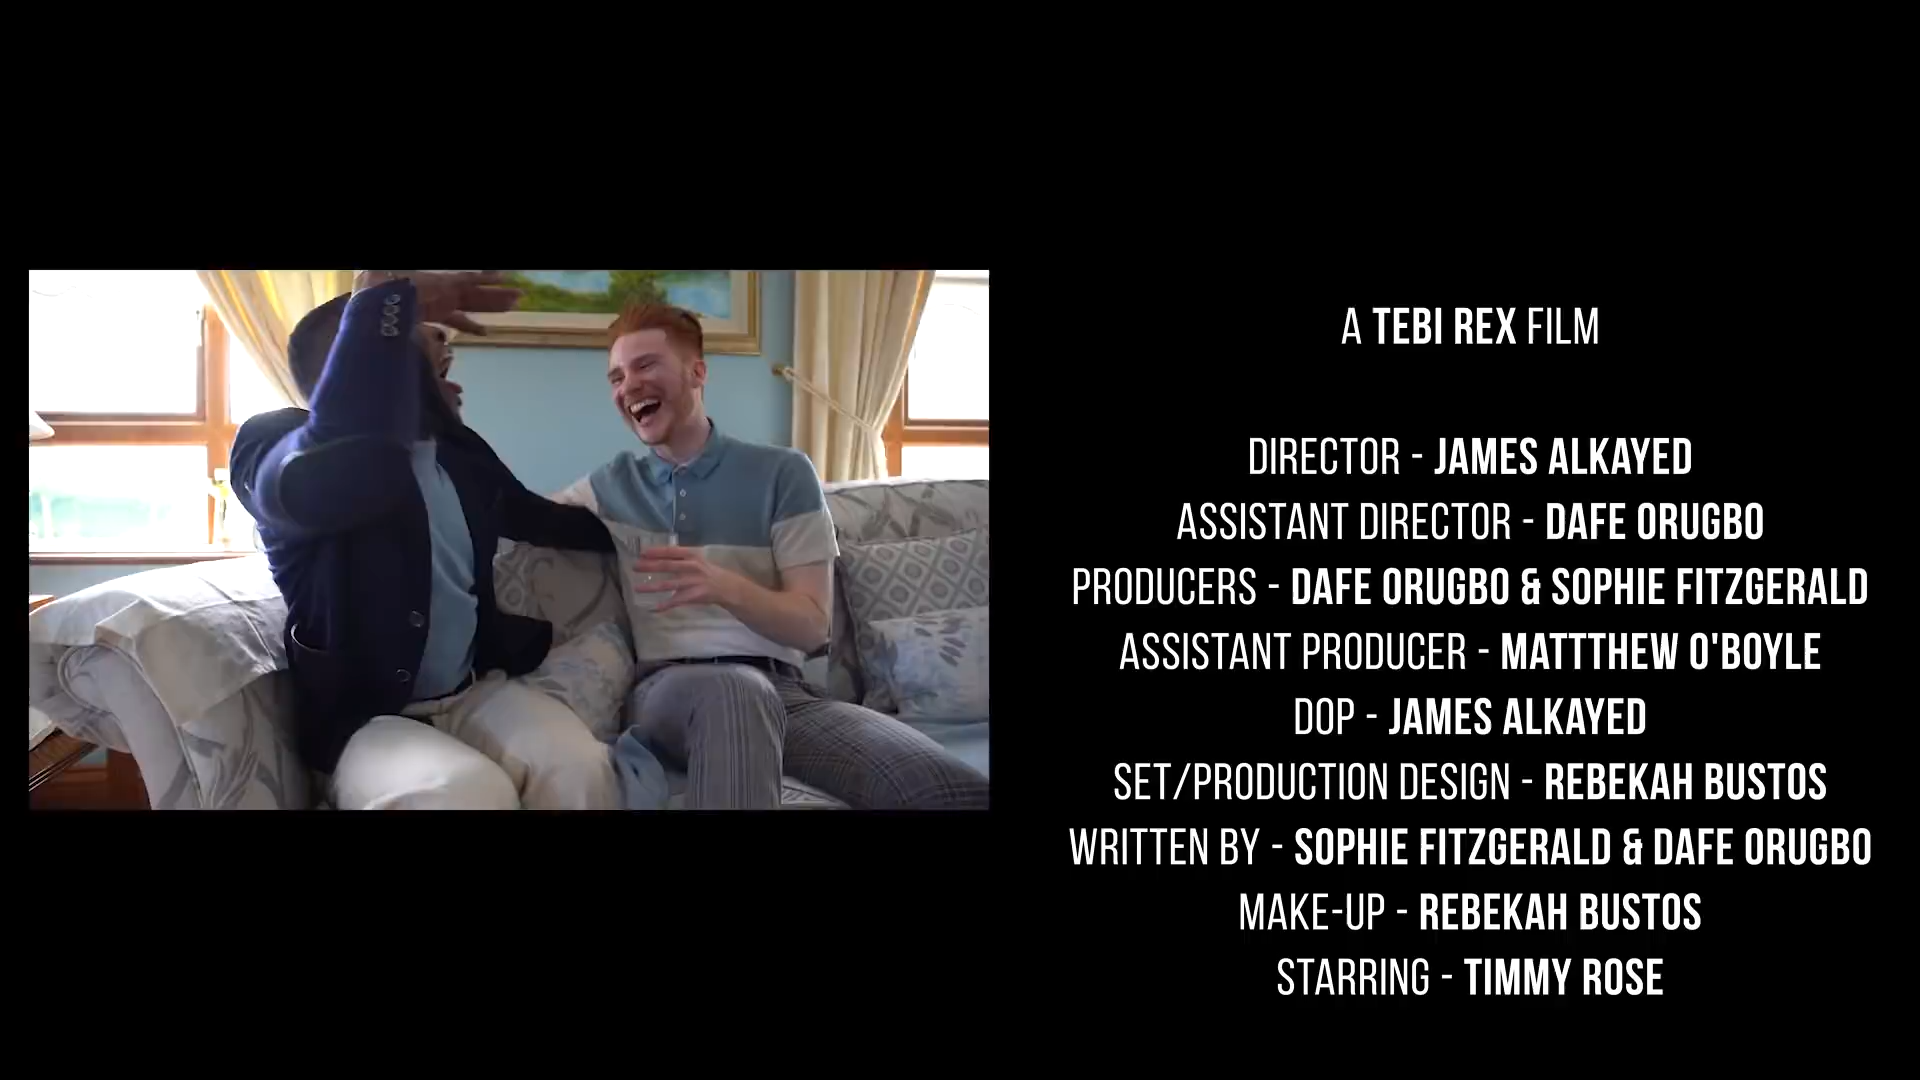 A TEBI REX FILM
DIRECTOR - JAMES ALKAYED
ASSISTANT DIRECTOR - DAFE ORUGBO
PRODUCERS - DAFE ORUGBO & SOPHIE FITZGERALD
ASSISTANT PRODUCER - MATTTHEW O'BOYLE
DOP - JAMES ALKAYED
SET/PRODUCTION DESIGN - REBEKAH BUSTOS
WRITTEN BY - SOPHIE FITZGERALD & DAFE ORUGBO
MAKE-UP - REBEKAH BUSTOS
STARRING - TIMMY ROSE